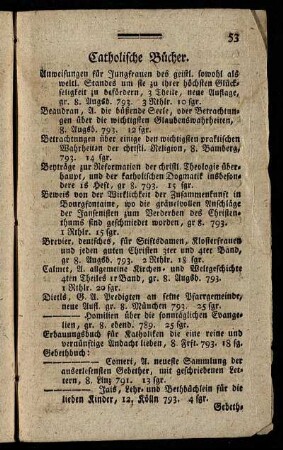 53
Catholische Bücher.
Anweisungen für Jungfrauen des geistl. sowohl als
weltl. Standes um sie zu ihrer höchsten Glück-
seligkeit zu befördern, 3 Theile, neue Auflage,
gr. 8. Augsb. 793. 3 Rthlr. 10 sgr.
Beaudran, A. die büßende Seele, oder Betrachtun-
gen über die wichtigsten Glaubenswahrheiten,
8. Augsb. 793. 12 sgr.
Betrachtungen über einige der wichtigsten praktischen
Wahrheiten der christl. Religion, 8. Bamberg,
793. 14 sgr.
Beyträge zur Reformation der christl. Theologie über-
haupt, und der katholischen Dogmatik insbeson-
dere 1s Heft, gr 8. 793. 15 sgr.
Beweis von der Wirklichkeit der Zusammenkunft in
Bourgfontaine, wo die gräuelvollen Anschläge
der Jansenisten zum Verderben des Christen-
thums sind geschmiedet worden, gr 8. 793.
1 Rthlr. 15 sgr.
Brevier, deutsches, für Stiftsdamen, Klosterfrauen
und jeden guten Christen 3ter und 4ter Band,
gr 8. Augsb. 793. 2 Rthlr. 18 sgr.
Calmet, A. allgemeine Kirchen- und Weltgeschichte
4ten Theiles 1r Band, gr 8. Augsb. 793.
1 Rthlr. 20 sgr.
Diels, G. A. Predigten an seine Pfarrgemeinde,
neue Aufl. gr. 8. München 793. 25 sgr.
——— Homilien über die sonntäglichen Evange-
lien, gr 8. ebend. 789. 25 sgr.
Erbauungsbuch für Katholiken die eine reine und
vernünftige Andacht lieben, 8. Frft. 793. 18 sg.
Gebethbuch:
——— Comeri, A. neueste Sammlung der
auserlesensten Gebether, mit geschriebenen Let-
tern, 8. Linz 791. 13 sgr.
——— Jais, Lehr- und Bethbüchlein für die
lieben Kinder, 12. Kölln 793. 4 sgr.
Gebeth-